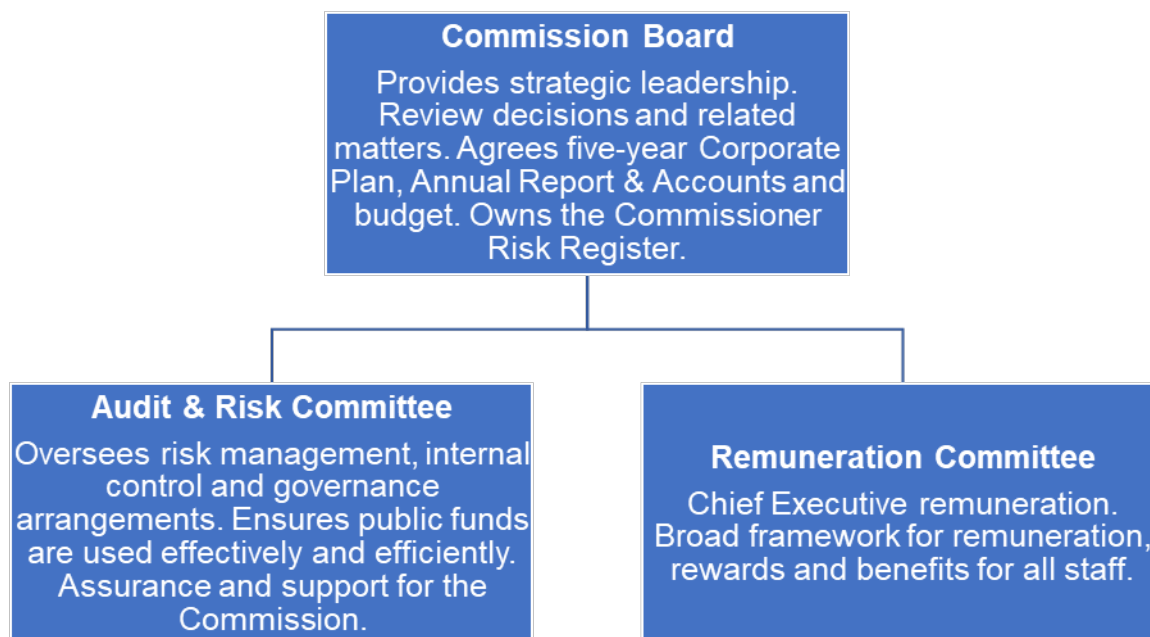 Commission Board
Provides strategic leadership.
Review decisions and related
matters. Agrees five-year Corporate
Plan, Annual Report & Accounts and
budget. Owns the Commissioner
Risk Register.
Audit & Risk Committee
Oversees risk management, internal
control and governance
arrangements. Ensures public funds
are used effectively and efficiently.
Assurance and support for the
Commission.
Remuneration Committee
Chief Executive remuneration.
Broad framework for remuneration,
rewards and benefits for all staff.